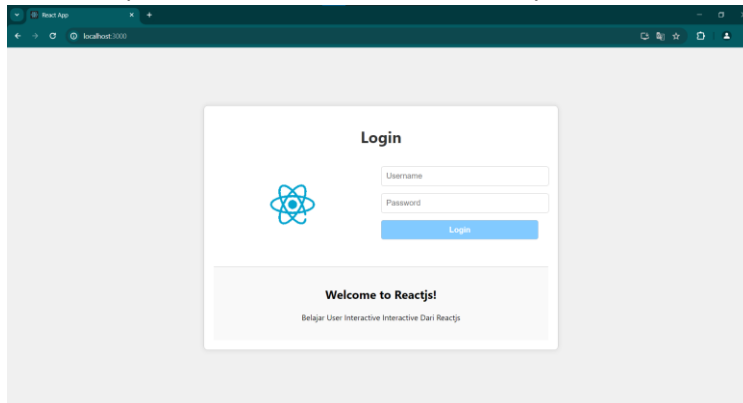 React App
localhost:3000
Login
Username
Password
Login
Welcome to Reactjs!
Belajar User Interactive Interactive Dari Reactjs